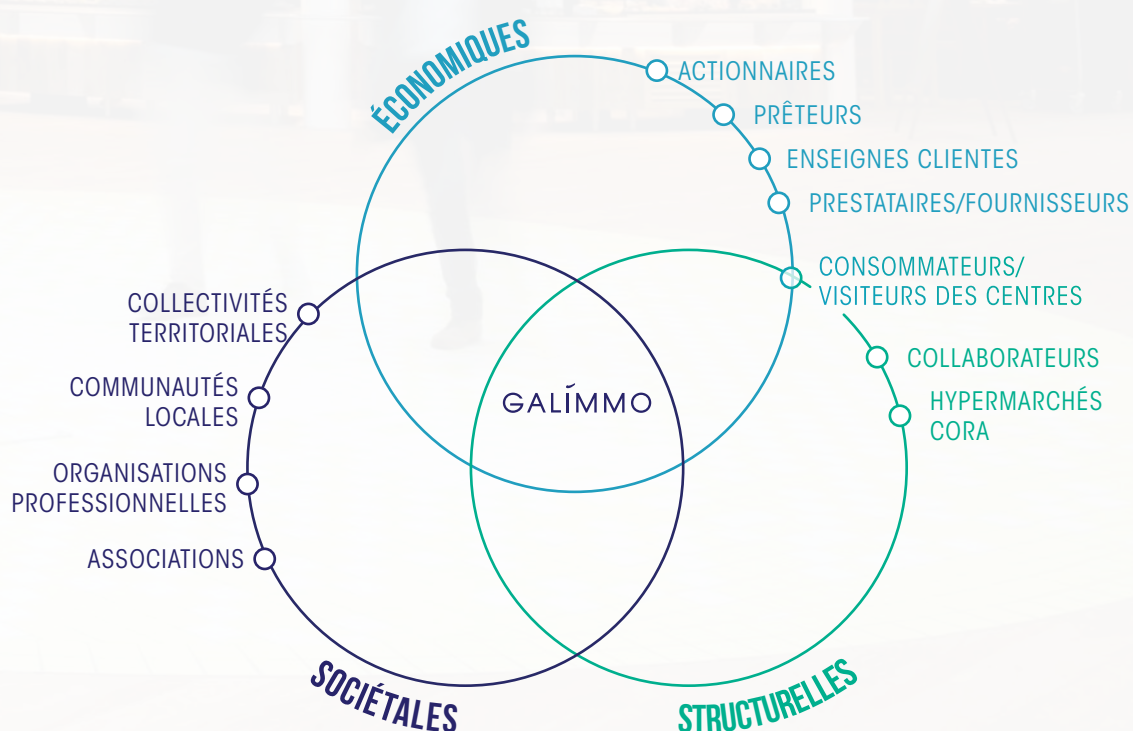 ÉCONOMIQUES
ACTIONNAIRES
PRÊTEURS
ENSEIGNES CLIENTES
PRESTATAIRES/FOURNISSEURS
CONSOMMATEURS/
VISITEURS DES CENTRES
COLLABORATEURS
HYPERMARCHÉS
CORA
COLLECTIVITÉS
TERRITORIALES
COMMUNAUTÉS
LOCALES
ORGANISATIONS
PROFESSIONNELLES
ASSOCIATIONS
GALÍMMO
SOCIÉTALES
STRUCTURELLES